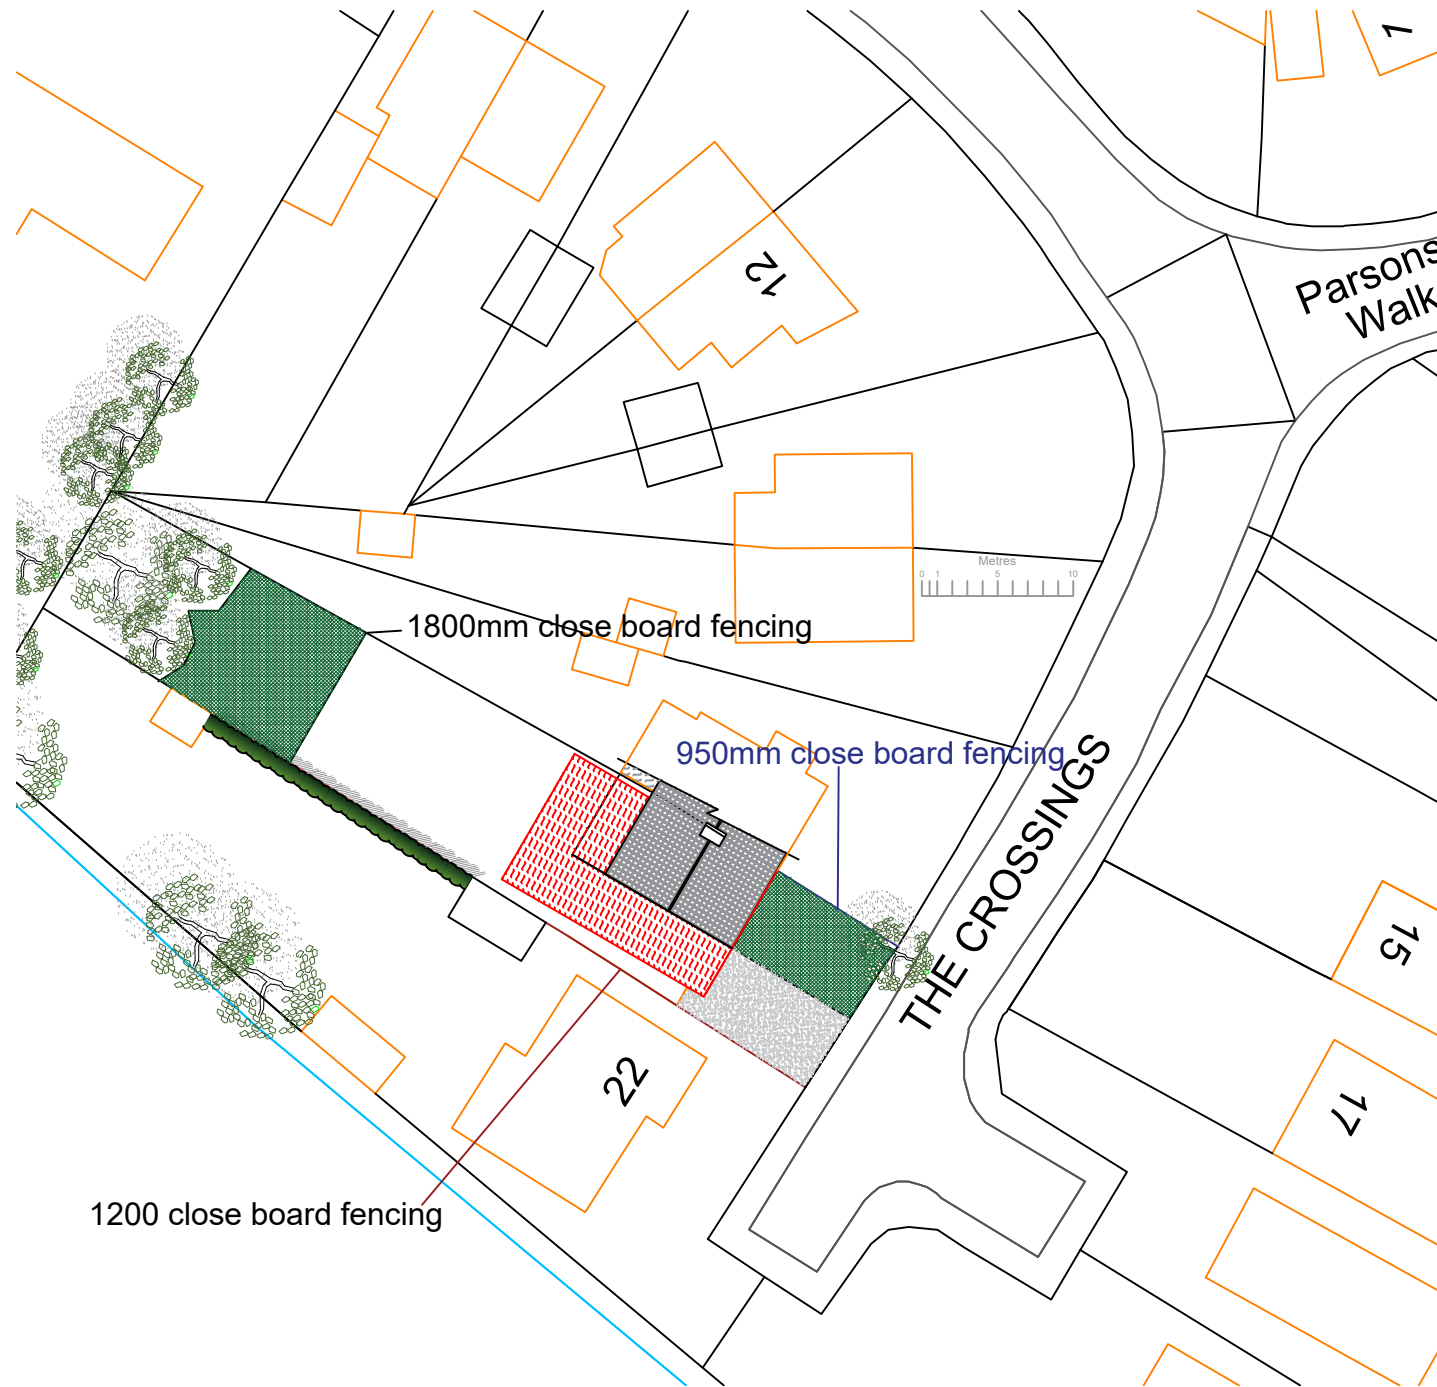 1
12
Parsons
Walk
Metres
0 1 5 10
1800mm close board fencing
950mm close board fencing
THE CROSSINGS
15
22
17
1200 close board fencing